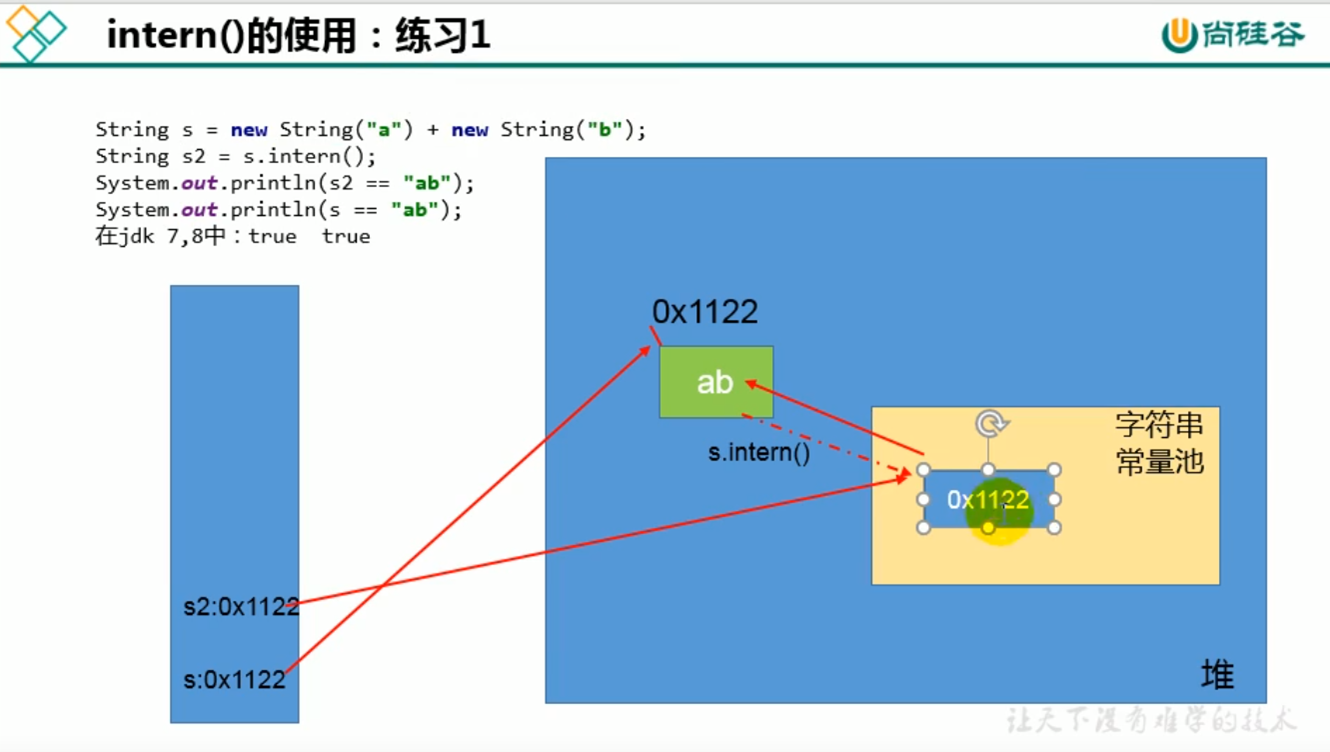 intern()的使用：练习1
尚硅谷
String s = new String("a") + new String("b");
String s2 = s.intern();
System.out.println(s2 == "ab");
System.out.println(s == "ab");
在jdk 7,8中：true  true
0x1122
ab
s.intern()
字符串
常量池
0x1122
s2:0x1122
s:0x1122
堆
让天下没有难学的技术